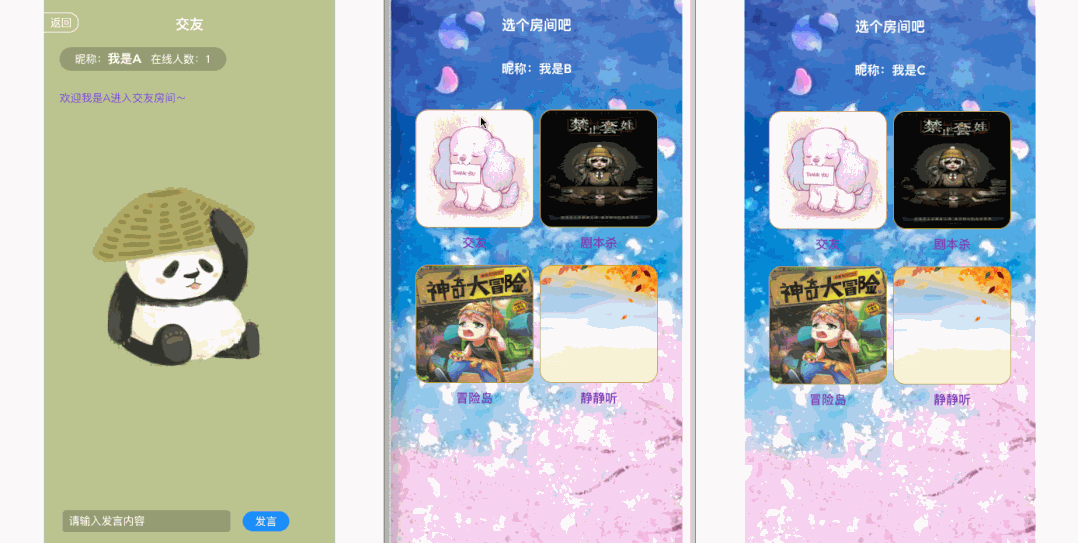 返回
交友
昵称：我是A 在线人数：1
欢迎我是A进入交友房间～
请输入发言内容
发言
选个房间吧
昵称：我是B
THANK YOU
禁止套娃
交友
剧本杀
神奇大冒险
冒险岛
静静听
选个房间吧
昵称：我是C
THANK YOU
禁止套娃
交友
剧本杀
神奇大冒险
冒险岛
静静听